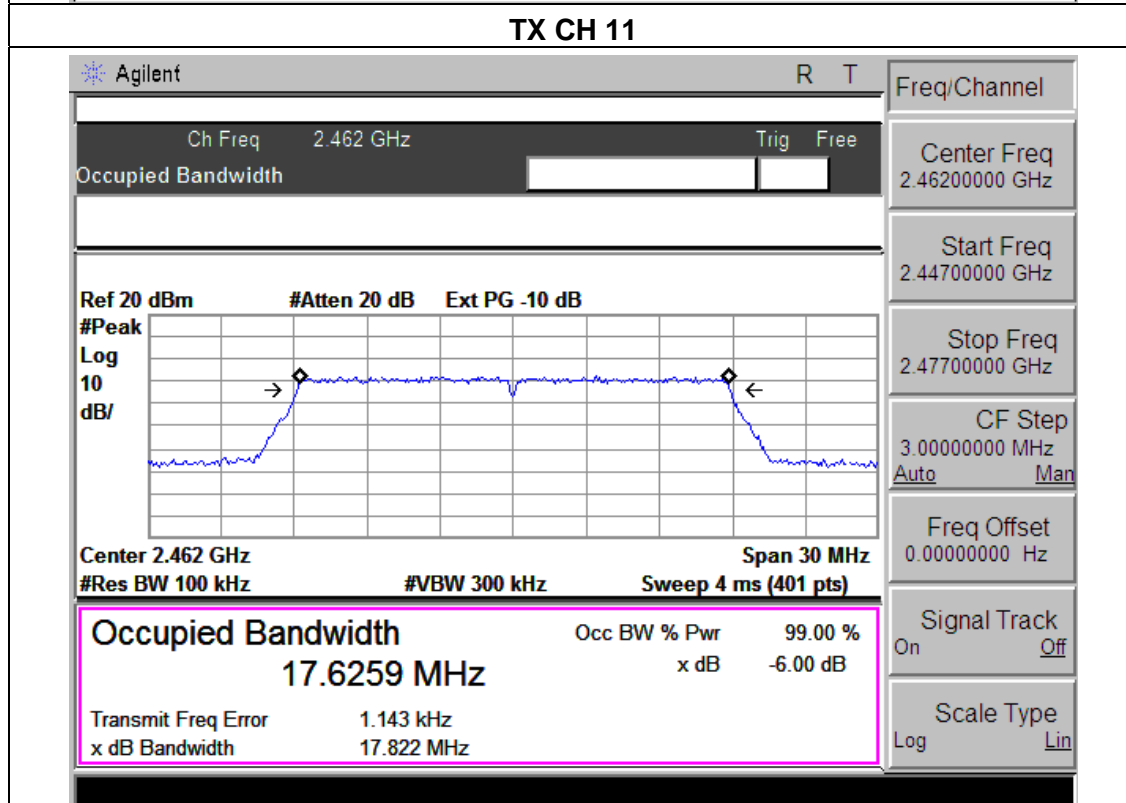 TX CH 11
Agilent R T
Freq/Channel
Ch Freq 2.462 GHz Trig Free
Occupied Bandwidth
Center Freq
2.46200000 GHz
Start Freq
2.44700000 GHz
Stop Freq
2.47700000 GHz
CF Step
3.00000000 MHz
Auto Man
Freq Offset
0.00000000 Hz
Signal Track
On Off
Scale Type
Log Lin
Ref 20 dBm #Atten 20 dB Ext PG -10 dB
#Peak
Log
10
dB/
Center 2.462 GHz Span 30 MHz
#Res BW 100 kHz #VBW 300 kHz Sweep 4 ms (401 pts)
Occupied Bandwidth Occ BW % Pwr 99.00 %
17.6259 MHz x dB -6.00 dB
Transmit Freq Error 1.143 kHz
x dB Bandwidth 17.822 MHz